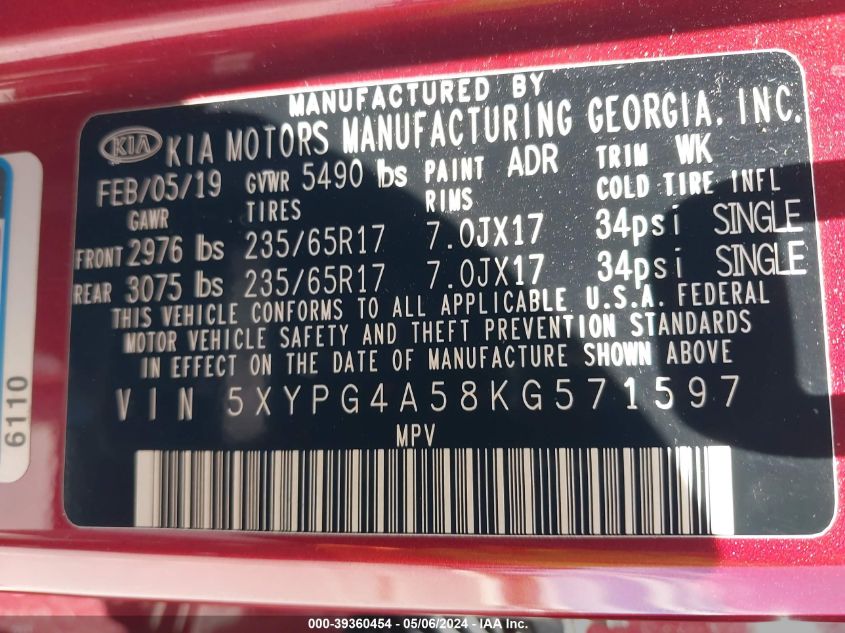 MANUFACTURED BY
KIA KIA MOTORS MANUFACTURING GEORGIA, INC.
FEB/05/19 GVWR 5490 lbs PAINT ADR TRIM WK
GAWR TIRES RIMS COLD TIRE INFL
FRONT 2976 lbs 235/65R17 7.0JX17 34psi SINGLE
REAR 3075 lbs 235/65R17 7.0JX17 34psi SINGLE
THIS VEHICLE CONFORMS TO ALL APPLICABLE U.S.A. FEDERAL
MOTOR VEHICLE SAFETY AND THEFT PREVENTION STANDARDS
IN EFFECT ON THE DATE OF MANUFACTURE SHOWN ABOVE.
VIN 5XYPG4A58KG571597
MPV
6110
000-39360454 - 05/06/2024 - © IAA, Inc.